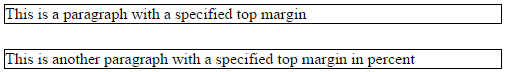 This is a paragraph with a specified top margin
This is another paragraph with a specified top margin in percent